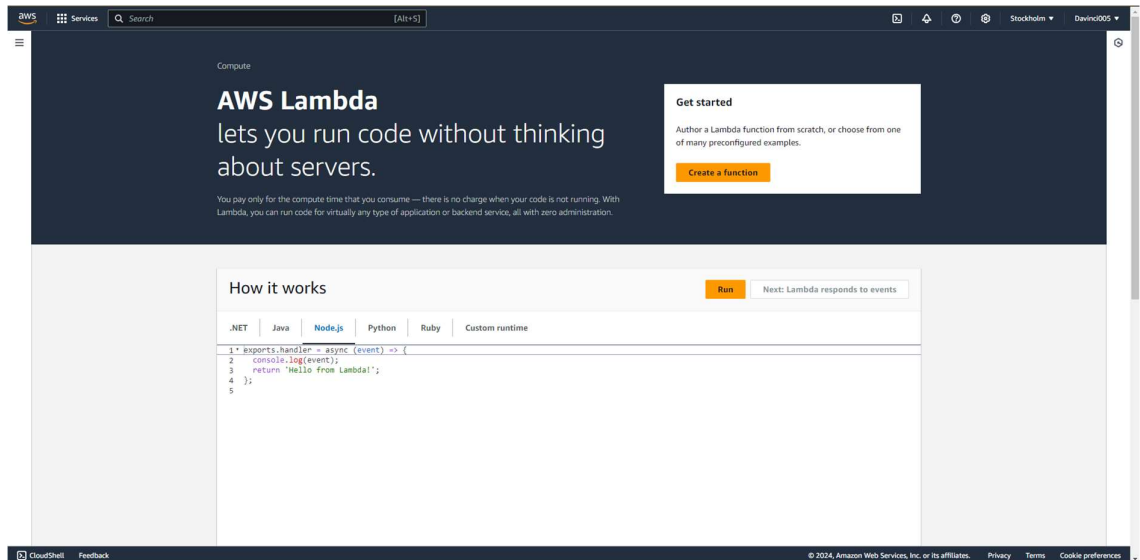 aws Services Search [Alt+S] Stockholm ▼ Davinci005 ▼
Compute
AWS Lambda
lets you run code without thinking
about servers.
You pay only for the compute time that you consume — there is no charge when your code is not running. With
Lambda, you can run code for virtually any type of application or backend service, all with zero administration.
Get started
Author a Lambda function from scratch, or choose from one
of many preconfigured examples.
Create a function
How it works
Run Next: Lambda responds to events
.NET Java Node.js Python Ruby Custom runtime
1 exports.handler = async (event) => {
2 console.log(event);
3 return 'Hello from Lambda!';
4 };
5
CloudShell Feedback © 2024, Amazon Web Services, Inc. or its affiliates. Privacy Terms Cookie preferences